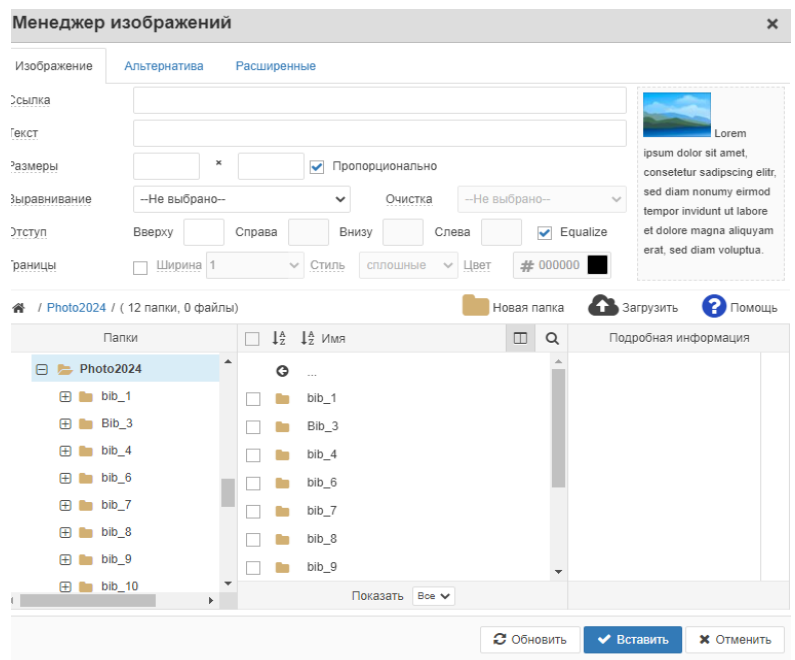 Менеджер изображений
Изображение Альтернатива Расширенные
Ссылка
Текст
Размеры × Пропорционально
Выравнивание --Не выбрано-- Очистка --Не выбрано--
Отступ Вверху Справа Внизу Слева Equalize
Границы Ширина 1 Стиль сплошные Цвет # 000000
Lorem
ipsum dolor sit amet,
consetetur sadipscing elitr,
sed diam nonumy eirmod
tempor invidunt ut labore
et dolore magna aliquyam
erat, sed diam voluptua.
/ Photo2024 / ( 12 папки, 0 файлы) Новая папка Загрузить Помощь
Папки Имя Подробная информация
Photo2024
bib_1
Bib_3
bib_4
bib_6
bib_7
bib_8
bib_9
bib_10
...
bib_1
Bib_3
bib_4
bib_6
bib_7
bib_8
bib_9
Показать Все
Обновить Вставить Отменить